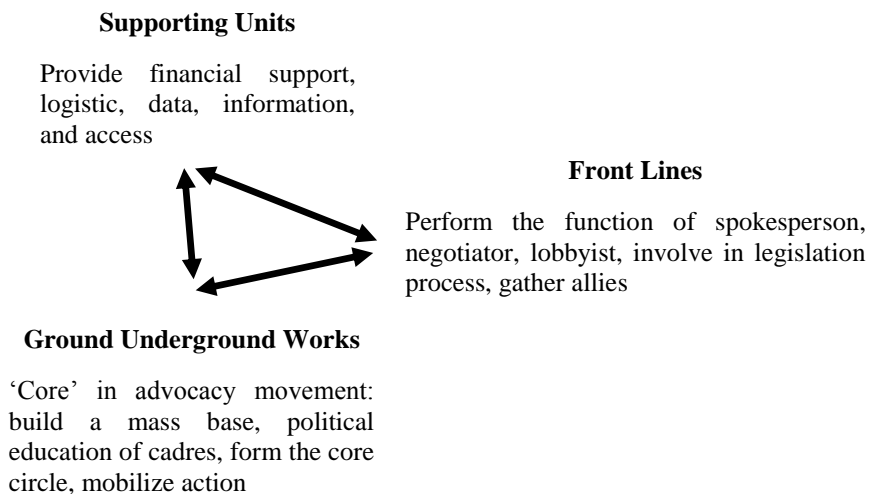 Supporting Units
Provide financial support,
logistic, data, information,
and access
Front Lines
Perform the function of spokesperson,
negotiator, lobbyist, involve in legislation
process, gather allies
Ground Underground Works
‘Core’ in advocacy movement:
build a mass base, political
education of cadres, form the core
circle, mobilize action